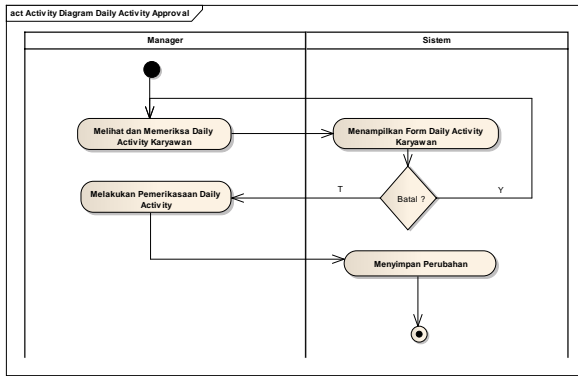 act Activity Diagram Daily Activity Approval
Manager
Sistem
Melihat dan Memeriksa Daily
Activity Karyawan
Menampilkan Form Daily Activity
Karyawan
Melakukan Pemerikasaan Daily
Activity
T
Batal ?
Y
Menyimpan Perubahan